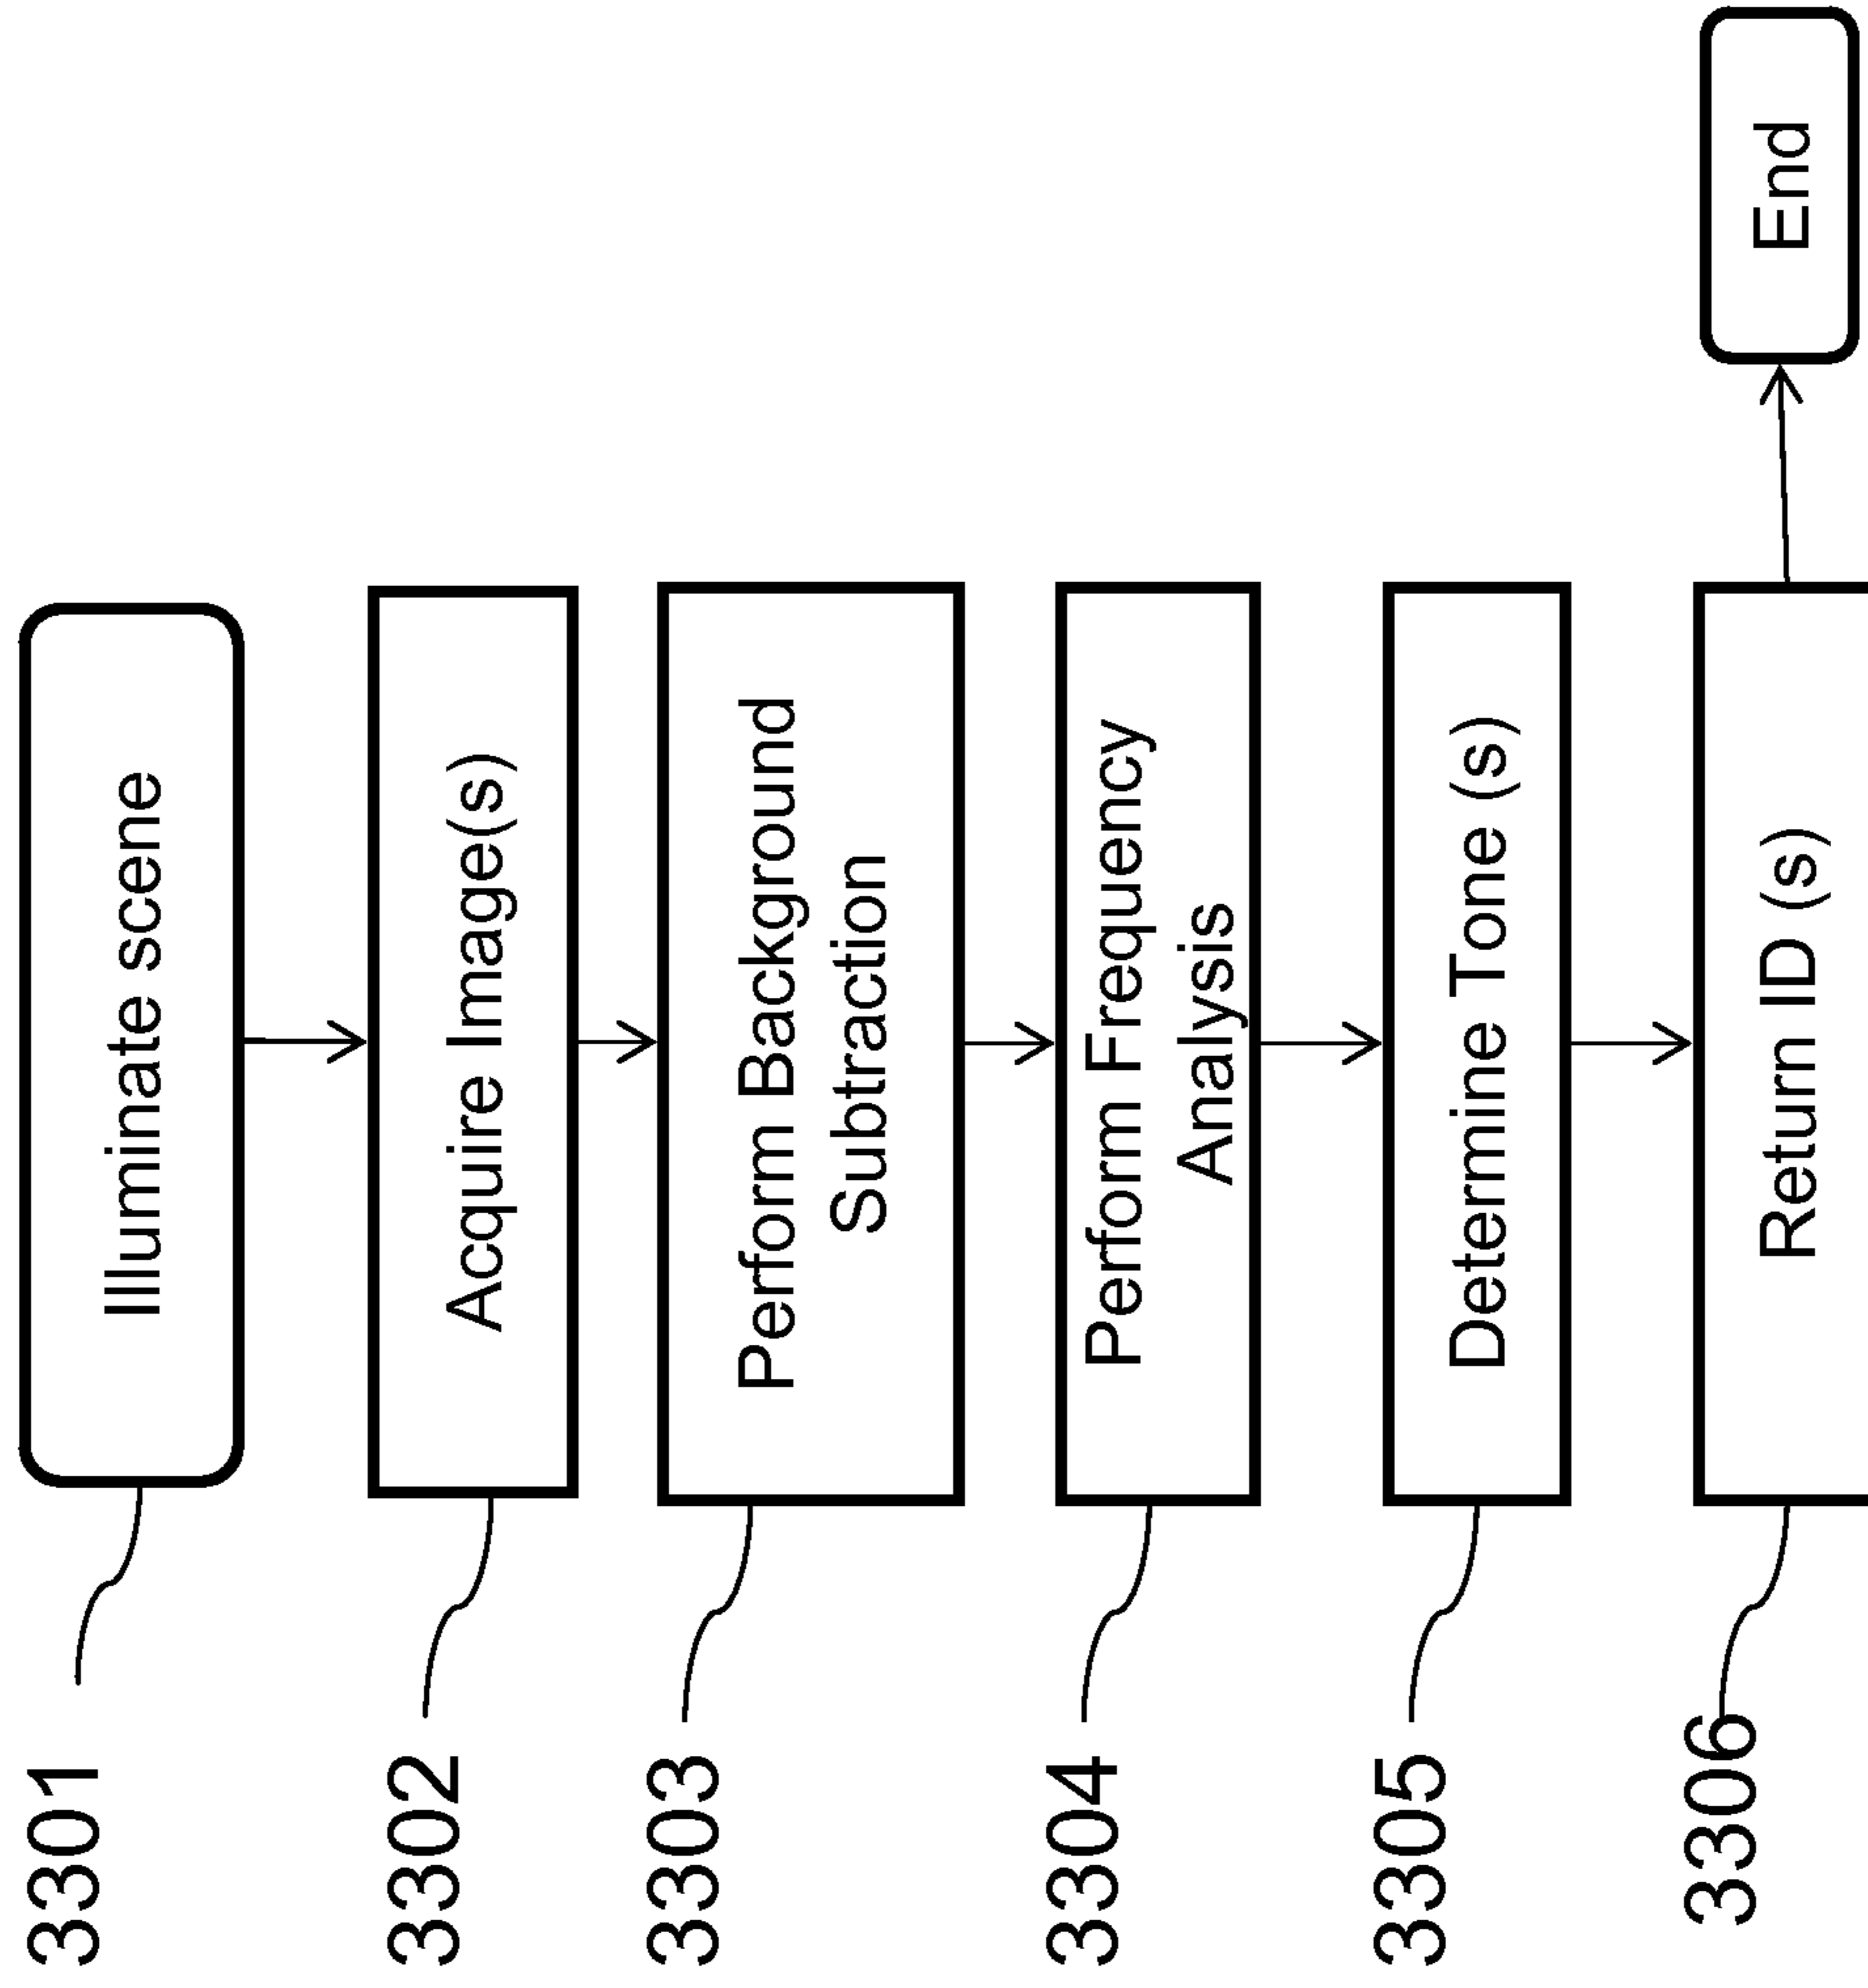 3301
Illuminate scene
3302
Acquire Image(s)
3303
Perform Background
Subtraction
3304
Perform Frequency
Analysis
3305
Determine Tone (s)
3306
Return ID (s)
End